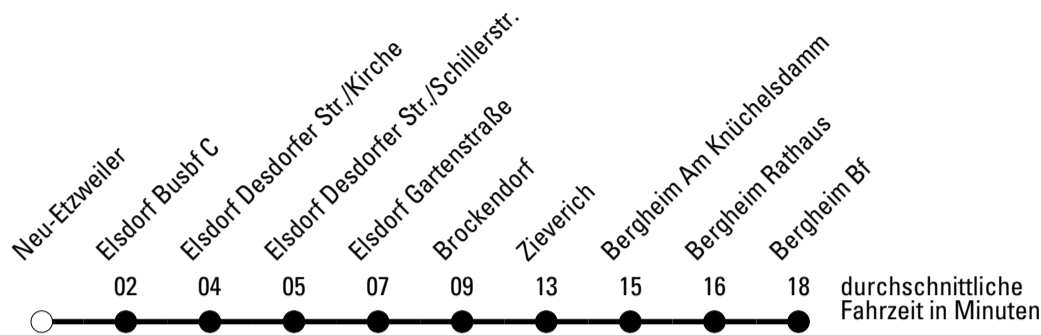 Neu-Etzweiler
Elsdorf Busbf C
Elsdorf Desdorfer Str./Kirche
Elsdorf Desdorfer Str./Schillerstr.
Elsdorf Gartenstraße
Brockendorf
Zieverich
Bergheim Am Knüchelsdamm
Bergheim Rathaus
Bergheim Bf
02 04 05 07 09 13 15 16 18
durchschnittliche
Fahrzeit in Minuten